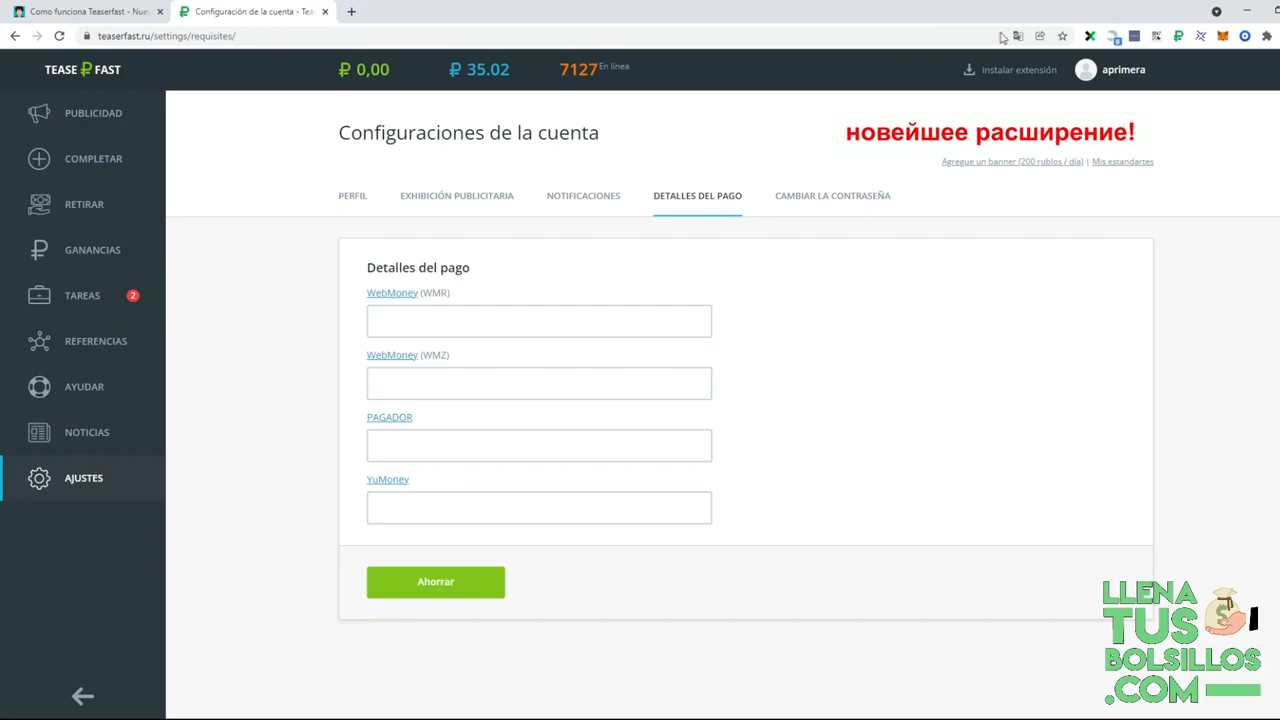 Como funciona Teaserfast - Nue
Configuración de la cuenta - Tea
teaserfast.ru/settings/requisites/
TEASE ₽ FAST
₽ 0,00
₽ 35.02
7127 En línea
Instalar extensión
aprimera
PUBLICIDAD
COMPLETAR
RETIRAR
GANANCIAS
TAREAS 2
REFERENCIAS
AYUDAR
NOTICIAS
AJUSTES
Configuraciones de la cuenta
новейшее расширение!
Agregue un banner (200 rublos / día) | Mis estandartes
PERFIL EXHIBICIÓN PUBLICITARIA NOTIFICACIONES DETALLES DEL PAGO CAMBIAR LA CONTRASEÑA
Detalles del pago
WebMoney (WMR)
WebMoney (WMZ)
PAGADOR
YuMoney
Ahorrar
LLENA
TUS
BOLSILLOS
.COM